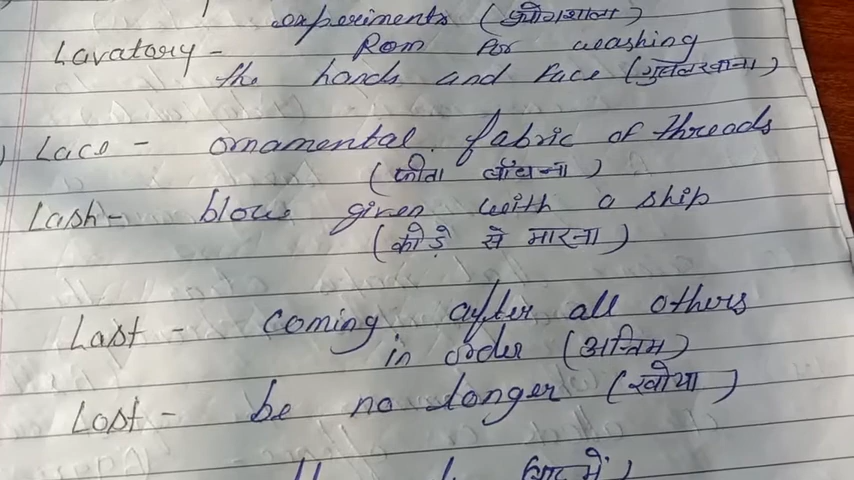 experiments (प्रयोगशाला)
Lavatory - Rom for washing
the hands and Face (गुसलखाना)
Lace - ornamental fabric of threads
(फीता बांधना)
Lash - blow given with a ship
(कोड़े से मारना)
Last - coming after all others
in order (अन्तिम)
Lost - be no longer (खोया)